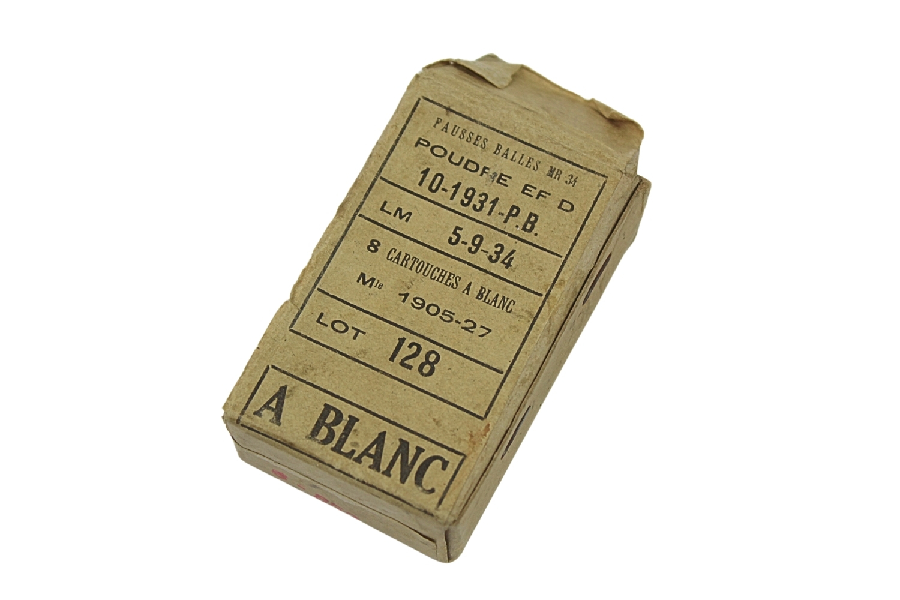 FAUSSES BALLES MR 34
POUDRE EF D
10-1931-P.B.
LM 5-9-34
8 CARTOUCHES A BLANC
Mle 1905-27
LOT 128
A BLANC